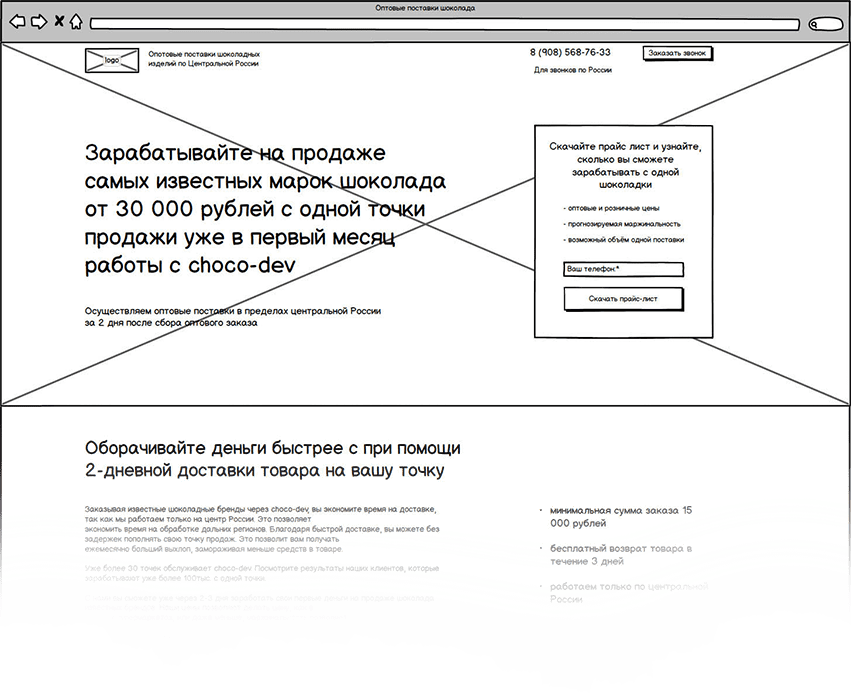 Оптовые поставки шоколада
logo
Опотовые поставки шоколадных
изделий по Центральной России
8 (908) 568-76-33
Для звонков по России
Заказать звонок
Зарабатывайте на продаже
самых известных марок шоколада
от 30 000 рублей с одной точки
продажи уже в первый месяц
работы с choco-dev
Осуществляем оптовые поставки в пределах центральной России
за 2 дня после сбора оптового заказа
Скачайте прайс лист и узнайте,
сколько вы сможете
зарабатывать с одной
шоколадки
- оптовые и розничные цены
- прогнозируемая маржинальность
- возможный объём одной поставки
Ваш телефон:*
Скачать прайс-лист
Оборачивайте деньги быстрее с при помощи
2-дневной доставки товара на вашу точку
Заказывая известные шоколадные бренды через choco-dev, вы экономите время на доставке,
так как мы работаем только на центр России. Это позволяет
экономить время на обработке дальних регионов. Благодаря быстрой доставке, вы можете без
задержек пополнять свою точку продаж. Это позволит вам получать
ежемесячно больший выхлоп, замораживая меньше средств в товаре.
Уже более 30 точек обслуживает choco-dev Посмотрите результаты наших клиентов, которые
зарабатывают уже более 100тыс. с одной точки.
· минимальная сумма заказа 15
000 рублей
· бесплатный возврат товара в
течение 3 дней
· работаем только по центральной
России